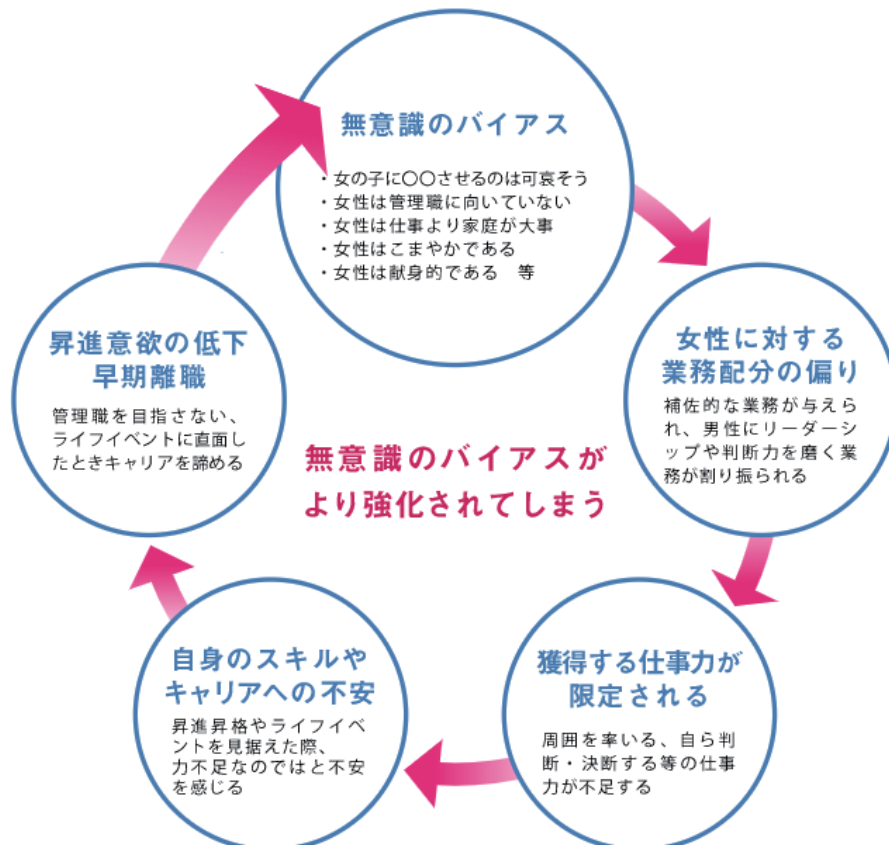 無意識のバイアス
・女の子に〇〇させるのは可哀そう
・女性は管理職に向いていない
・女性は仕事より家庭が大事
・女性はこまやかである
・女性は献身的である　等
女性に対する
業務配分の偏り
補佐的な業務が与えら
れ、男性にリーダーシ
ップや判断力を磨く業
務が割り振られる
獲得する仕事力が
限定される
周囲を率いる、自ら判
断・決断する等の仕事
力が不足する
自身のスキルや
キャリアへの不安
昇進昇格やライフイベ
ントを見据えた際、
力不足なのではと不安
を感じる
昇進意欲の低下
早期離職
管理職を目指さない、
ライフイベントに直面し
たときキャリアを諦める
無意識のバイアスが
より強化されてしまう